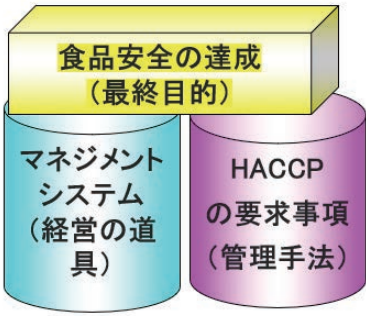 食品安全の達成
（最終目的）
マネジメント
システム
（経営の道
具）
HACCP
の要求事項
（管理手法）